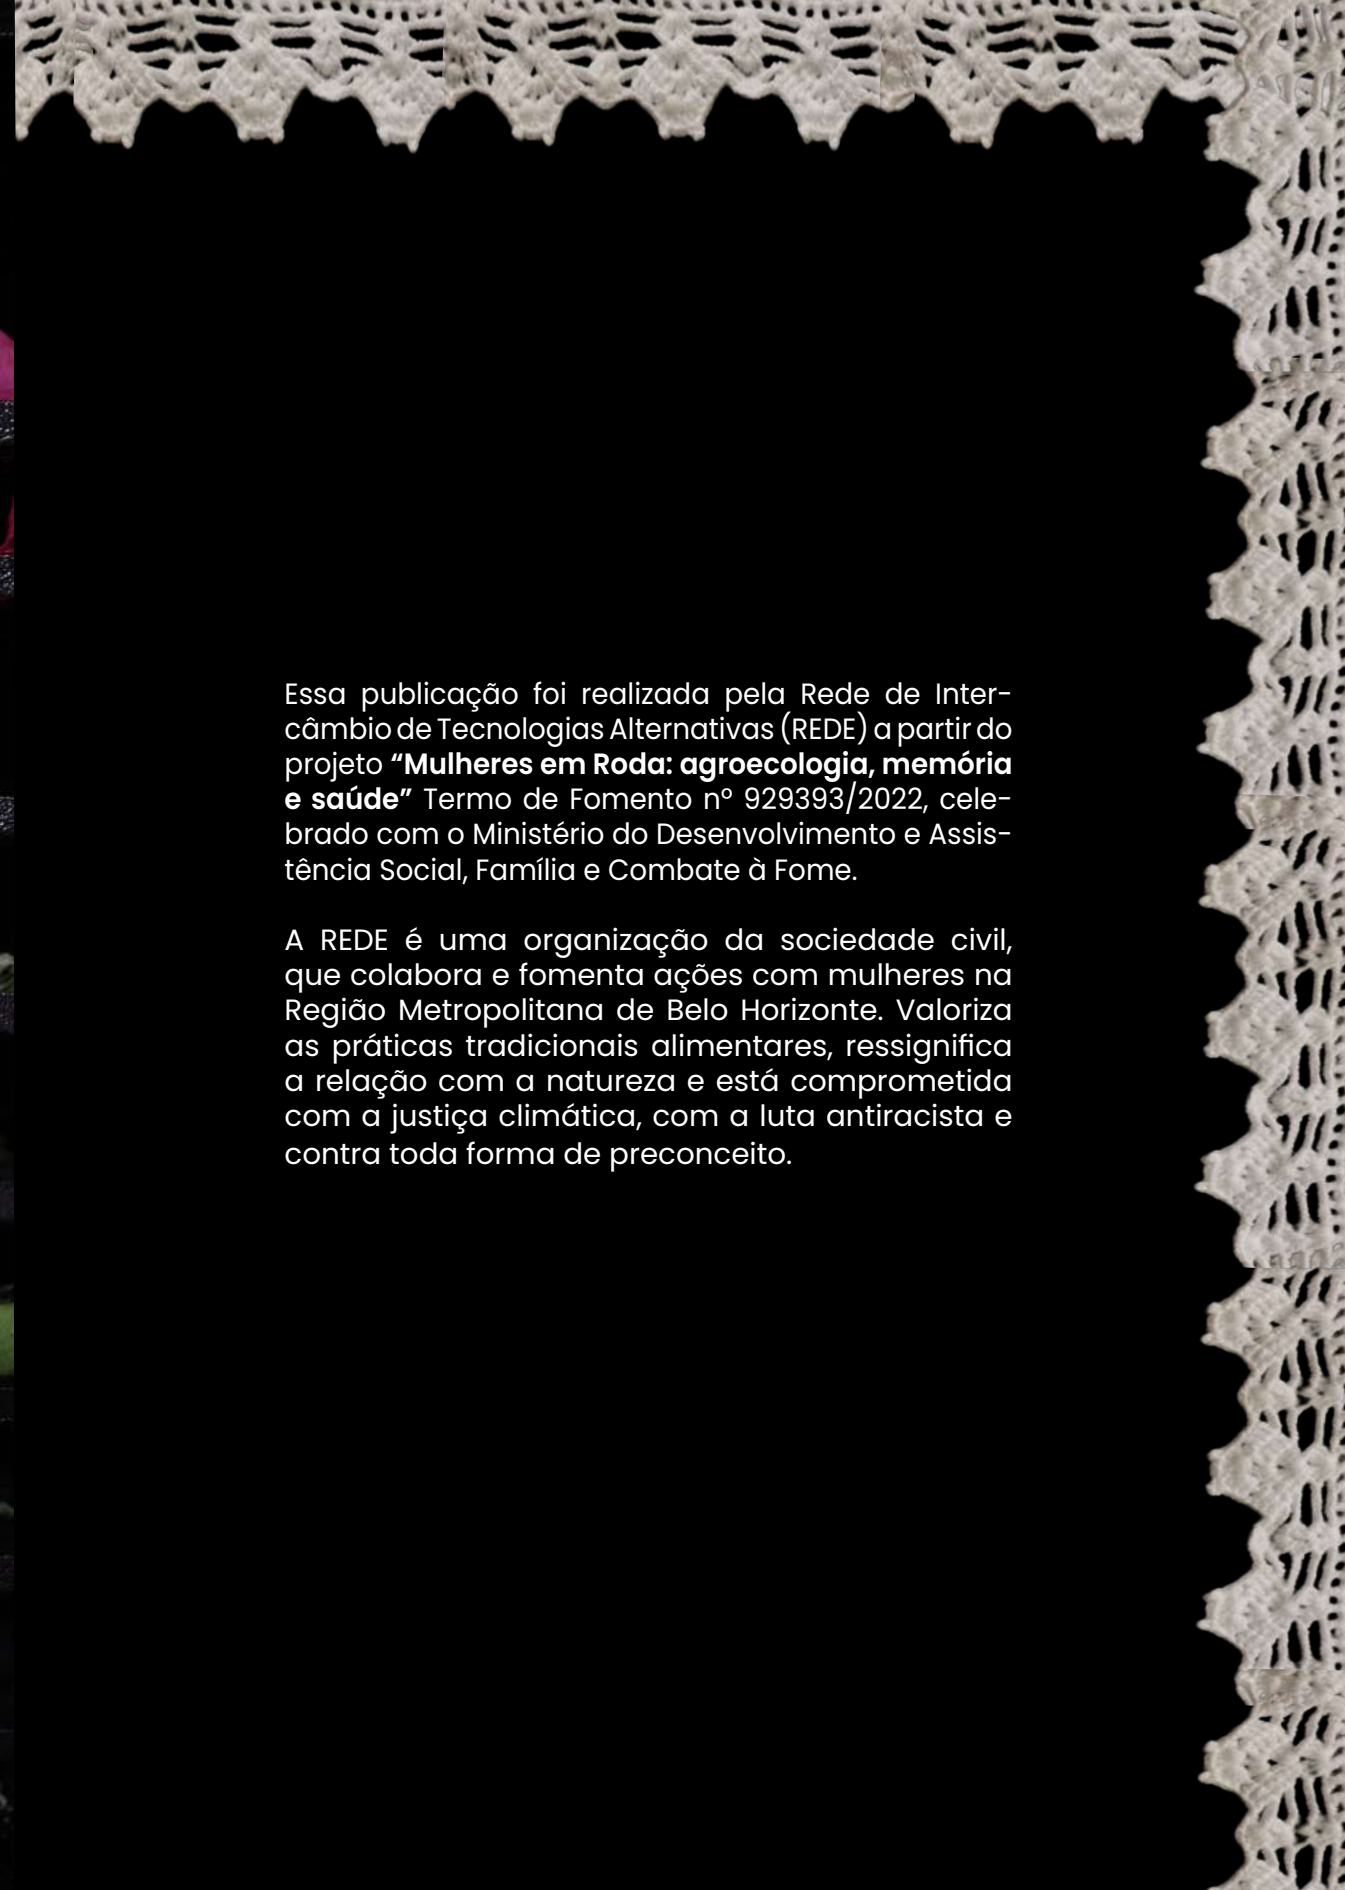 Essa publicação foi realizada pela Rede de Inter-
câmbio de Tecnologias Alternativas (REDE) a partir do
projeto “Mulheres em Roda: agroecologia, memória
e saúde” Termo de Fomento nº 929393/2022, cele-
brado com o Ministério do Desenvolvimento e Assis-
tência Social, Família e Combate à Fome.
A REDE é uma organização da sociedade civil,
que colabora e fomenta ações com mulheres na
Região Metropolitana de Belo Horizonte. Valoriza
as práticas tradicionais alimentares, ressignifica
a relação com a natureza e está comprometida
com a justiça climática, com a luta antiracista e
contra toda forma de preconceito.